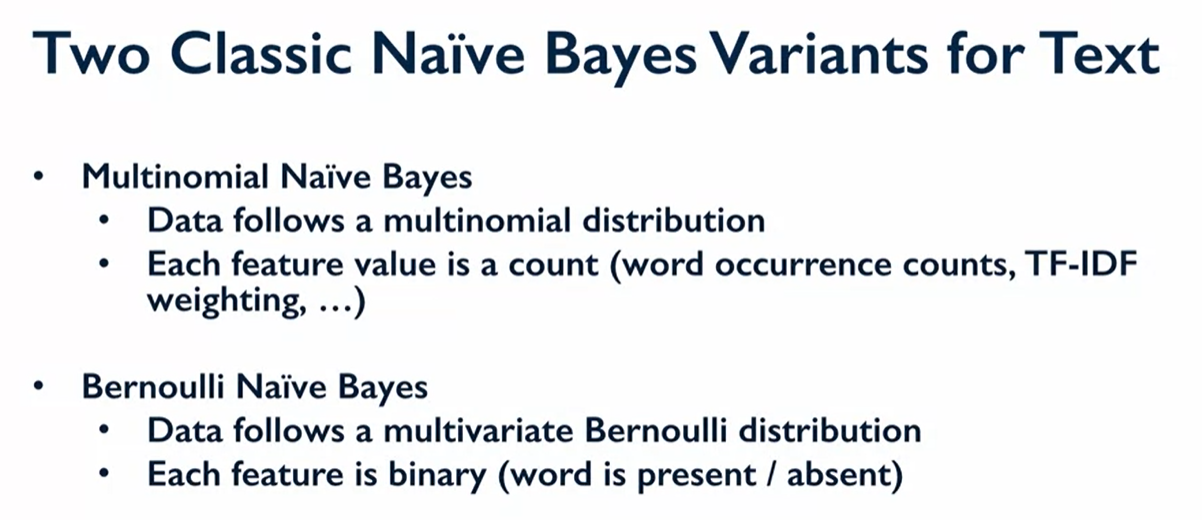 Two Classic Naïve Bayes Variants for Text
• Multinomial Naïve Bayes
• Data follows a multinomial distribution
• Each feature value is a count (word occurrence counts, TF-IDF
weighting, …)
• Bernoulli Naïve Bayes
• Data follows a multivariate Bernoulli distribution
• Each feature is binary (word is present / absent)